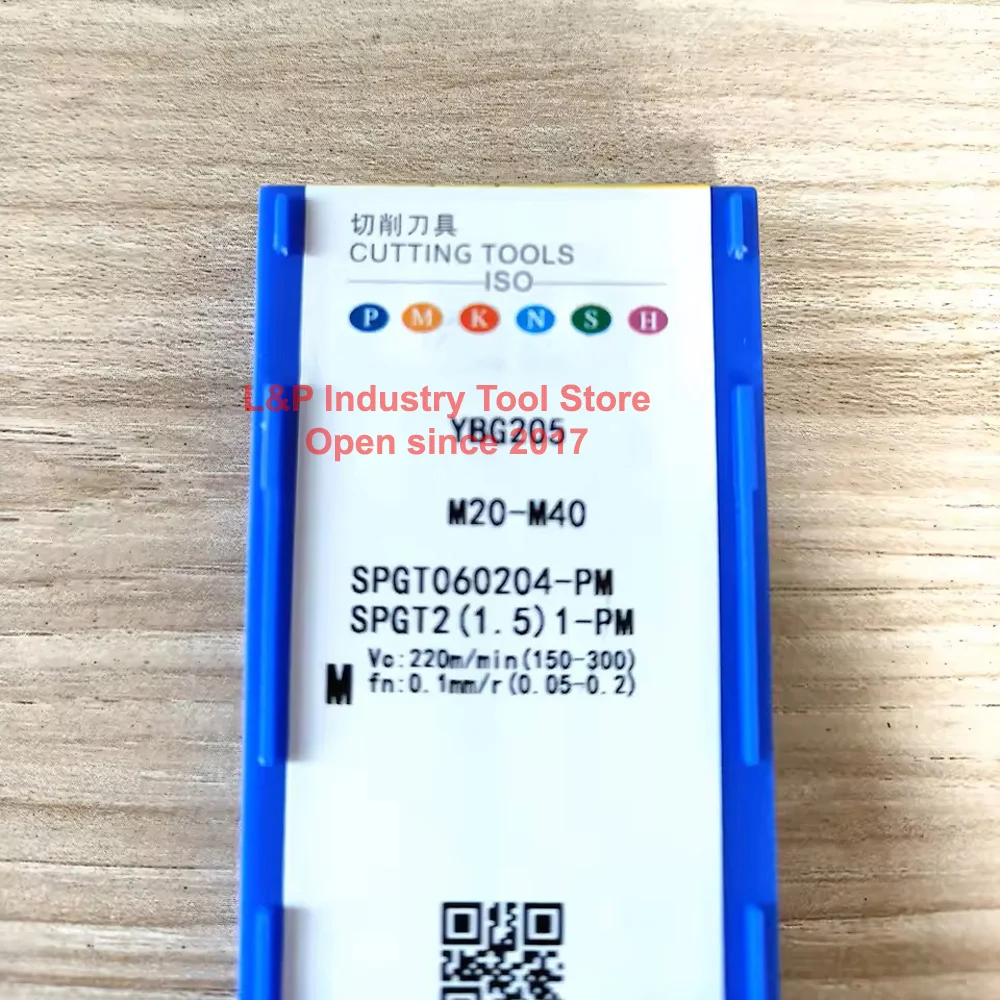 切削刀具
CUTTING TOOLS
ISO
P M K N S H
L&P Industry Tool Store
YBG205
Open since 2017
M20-M40
SPGT060204-PM
SPGT2(1.5)1-PM
M
Vc:220m/min(150-300)
fn:0.1mm/r(0.05-0.2)